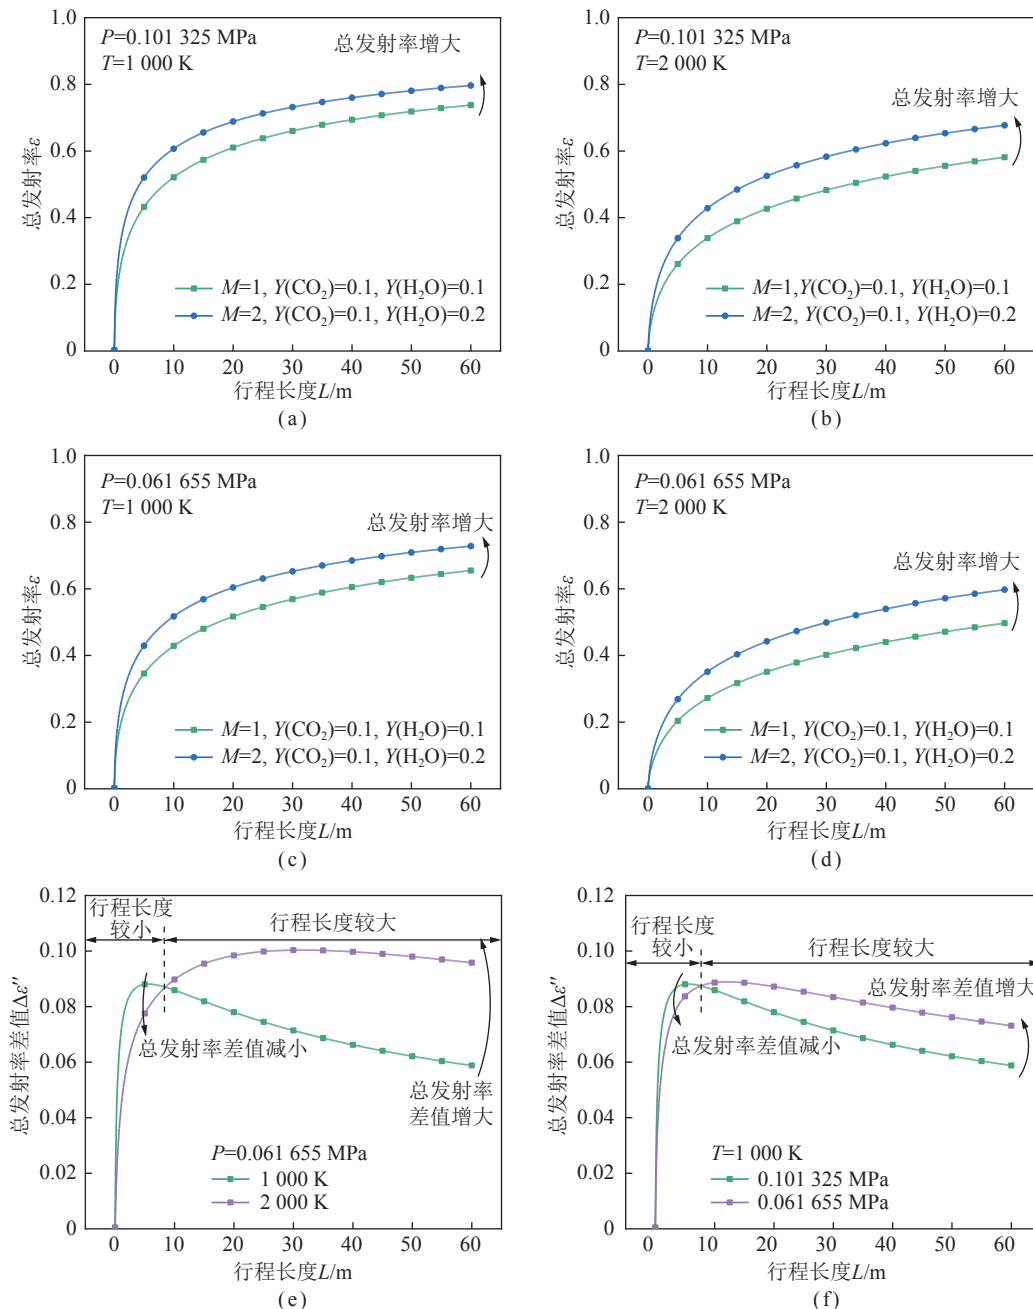 P=0.101 325 MPa
T=1 000 K
总发射率增大
总发射率ε
1.0
0.8
0.6
0.4
0.2
0
M=1, Y(CO₂)=0.1, Y(H₂O)=0.1
M=2, Y(CO₂)=0.1, Y(H₂O)=0.2
0 10 20 30 40 50 60
行程长度L/m
(a)
P=0.101 325 MPa
T=2 000 K
总发射率增大
总发射率ε
1.0
0.8
0.6
0.4
0.2
0
M=1,Y(CO₂)=0.1, Y(H₂O)=0.1
M=2, Y(CO₂)=0.1, Y(H₂O)=0.2
0 10 20 30 40 50 60
行程长度L/m
(b)
P=0.061 655 MPa
T=1 000 K
总发射率增大
总发射率ε
1.0
0.8
0.6
0.4
0.2
0
M=1, Y(CO₂)=0.1, Y(H₂O)=0.1
M=2, Y(CO₂)=0.1, Y(H₂O)=0.2
0 10 20 30 40 50 60
行程长度L/m
(c)
P=0.061 655 MPa
T=2 000 K
总发射率增大
总发射率ε
1.0
0.8
0.6
0.4
0.2
0
M=1, Y(CO₂)=0.1, Y(H₂O)=0.1
M=2, Y(CO₂)=0.1, Y(H₂O)=0.2
0 10 20 30 40 50 60
行程长度L/m
(d)
总发射率差值Δε″
0.12
0.10
0.08
0.06
0.04
0.02
0
行程长度
较小
行程长度较大
总发射率差值减小
总发射率
差值增大
P=0.061 655 MPa
1 000 K
2 000 K
0 10 20 30 40 50 60
行程长度L/m
(e)
总发射率差值Δε″
0.12
0.10
0.08
0.06
0.04
0.02
0
行程长度
较小
行程长度较大
总发射率差值增大
总发射率差值减小
T=1 000 K
0.101 325 MPa
0.061 655 MPa
0 10 20 30 40 50 60
行程长度L/m
(f)